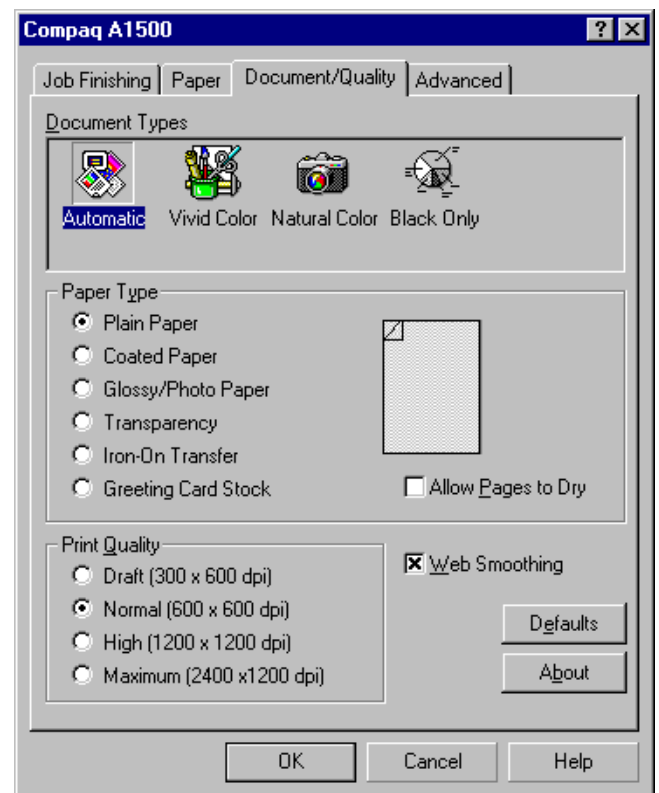 Compaq A1500
Job Finishing Paper Document/Quality Advanced
Document Types
Automatic Vivid Color Natural Color Black Only
Paper Type
Plain Paper
Coated Paper
Glossy/Photo Paper
Transparency
Iron-On Transfer
Greeting Card Stock
Allow Pages to Dry
Print Quality
Draft (300 x 600 dpi)
Normal (600 x 600 dpi)
High (1200 x 1200 dpi)
Maximum (2400 x1200 dpi)
Web Smoothing
Defaults
About
OK Cancel Help